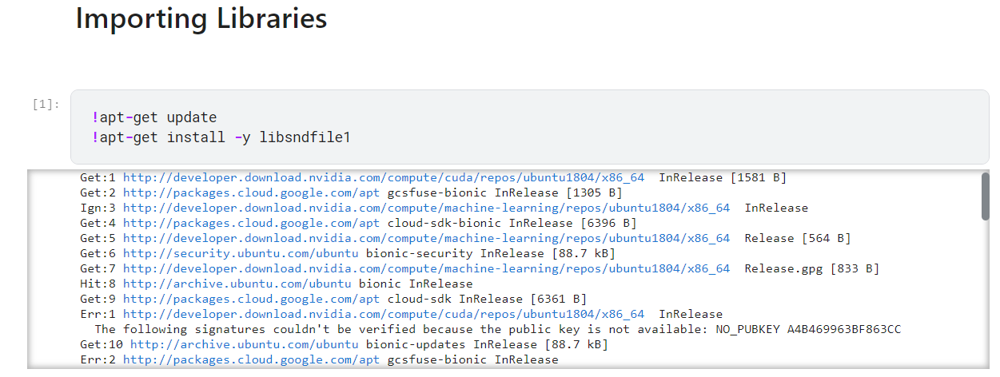 Importing Libraries
[1]:
!apt-get update
!apt-get install -y libsndfile1
Get:1 http://developer.download.nvidia.com/compute/cuda/repos/ubuntu1804/x86_64  InRelease [1581 B]
Get:2 http://packages.cloud.google.com/apt gcsfuse-bionic InRelease [1305 B]
Ign:3 http://developer.download.nvidia.com/compute/machine-learning/repos/ubuntu1804/x86_64  InRelease
Get:4 http://packages.cloud.google.com/apt cloud-sdk-bionic InRelease [6396 B]
Get:5 http://developer.download.nvidia.com/compute/machine-learning/repos/ubuntu1804/x86_64  Release [564 B]
Get:6 http://security.ubuntu.com/ubuntu bionic-security InRelease [88.7 kB]
Get:7 http://developer.download.nvidia.com/compute/machine-learning/repos/ubuntu1804/x86_64  Release.gpg [833 B]
Hit:8 http://archive.ubuntu.com/ubuntu bionic InRelease
Get:9 http://packages.cloud.google.com/apt cloud-sdk InRelease [6361 B]
Err:1 http://developer.download.nvidia.com/compute/cuda/repos/ubuntu1804/x86_64  InRelease
  The following signatures couldn't be verified because the public key is not available: NO_PUBKEY A4B469963BF863CC
Get:10 http://archive.ubuntu.com/ubuntu bionic-updates InRelease [88.7 kB]
Err:2 http://packages.cloud.google.com/apt gcsfuse-bionic InRelease